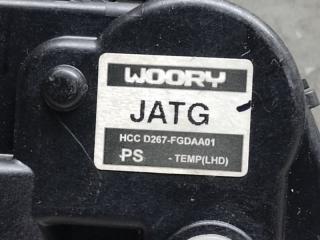 WOORY
JATG
HCC D267-FGDAA01
PS - TEMP(LHD)